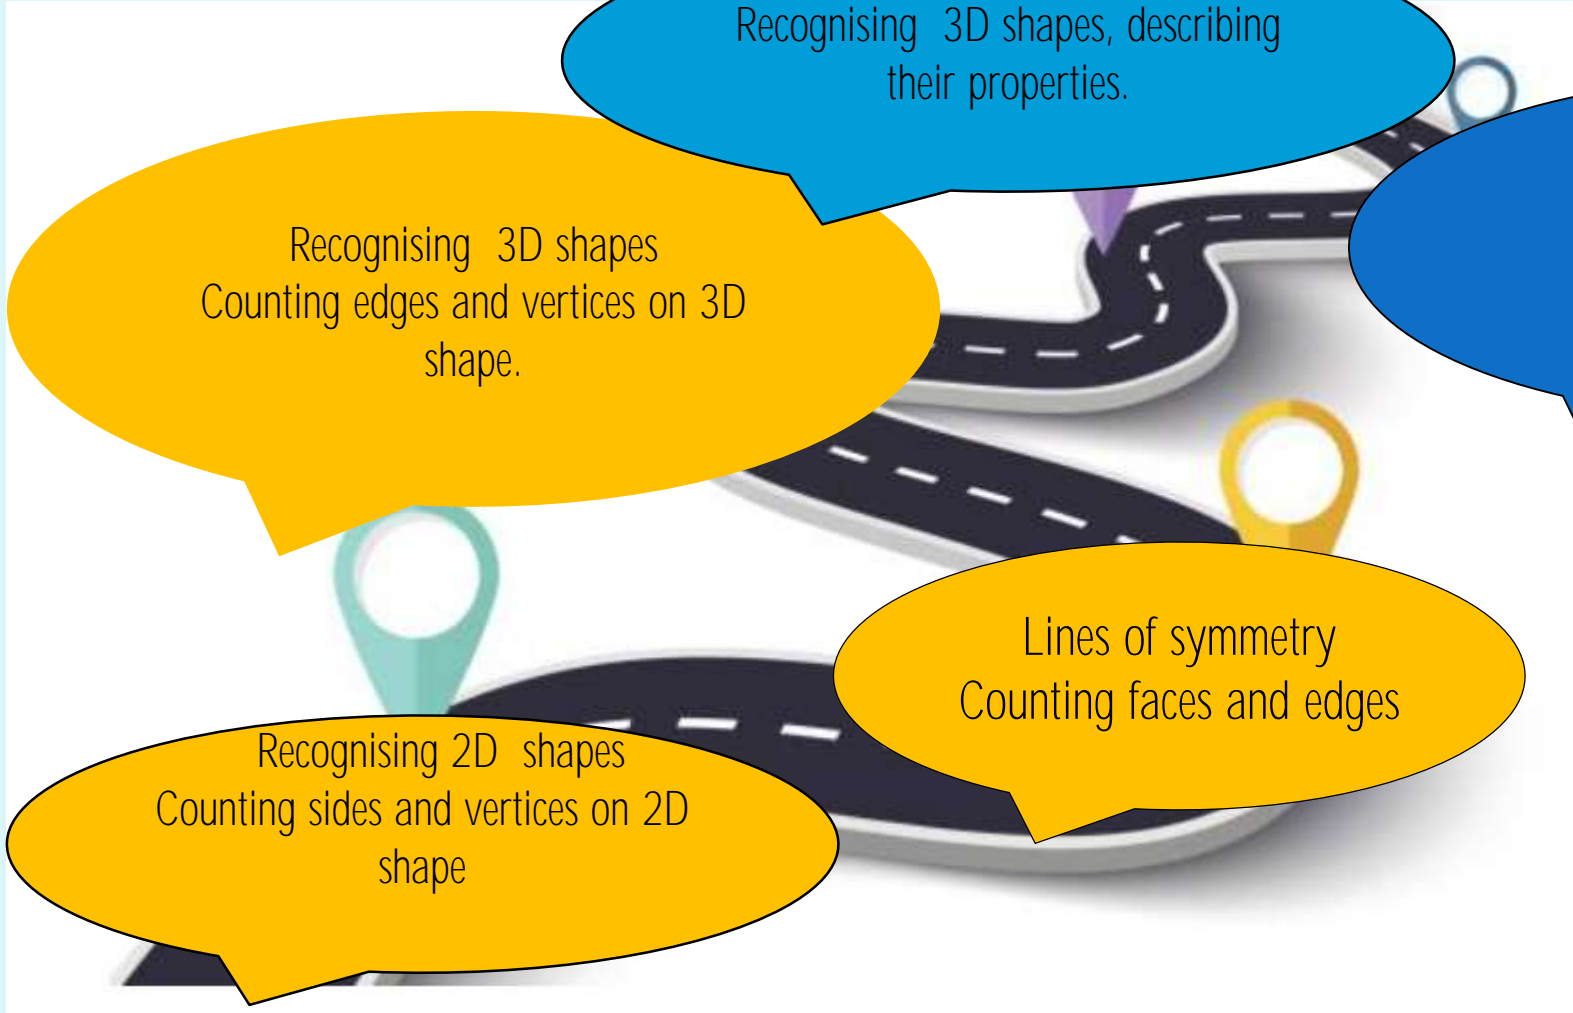 Recognising  3D shapes, describing
their properties.
Recognising  3D shapes
Counting edges and vertices on 3D
shape.
Lines of symmetry
Counting faces and edges
Recognising 2D  shapes
Counting sides and vertices on 2D
shape